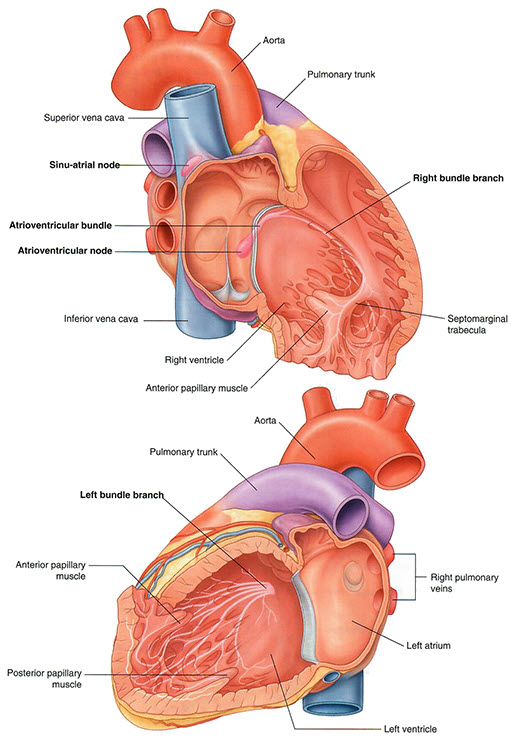 Aorta
Pulmonary trunk
Superior vena cava
Sinu-atrial node
Right bundle branch
Atrioventricular bundle
Atrioventricular node
Inferior vena cava
Septomarginal
trabecula
Right ventricle
Anterior papillary muscle
Aorta
Pulmonary trunk
Left bundle branch
Anterior papillary
muscle
Right pulmonary
veins
Left atrium
Posterior papillary
muscle
Left ventricle